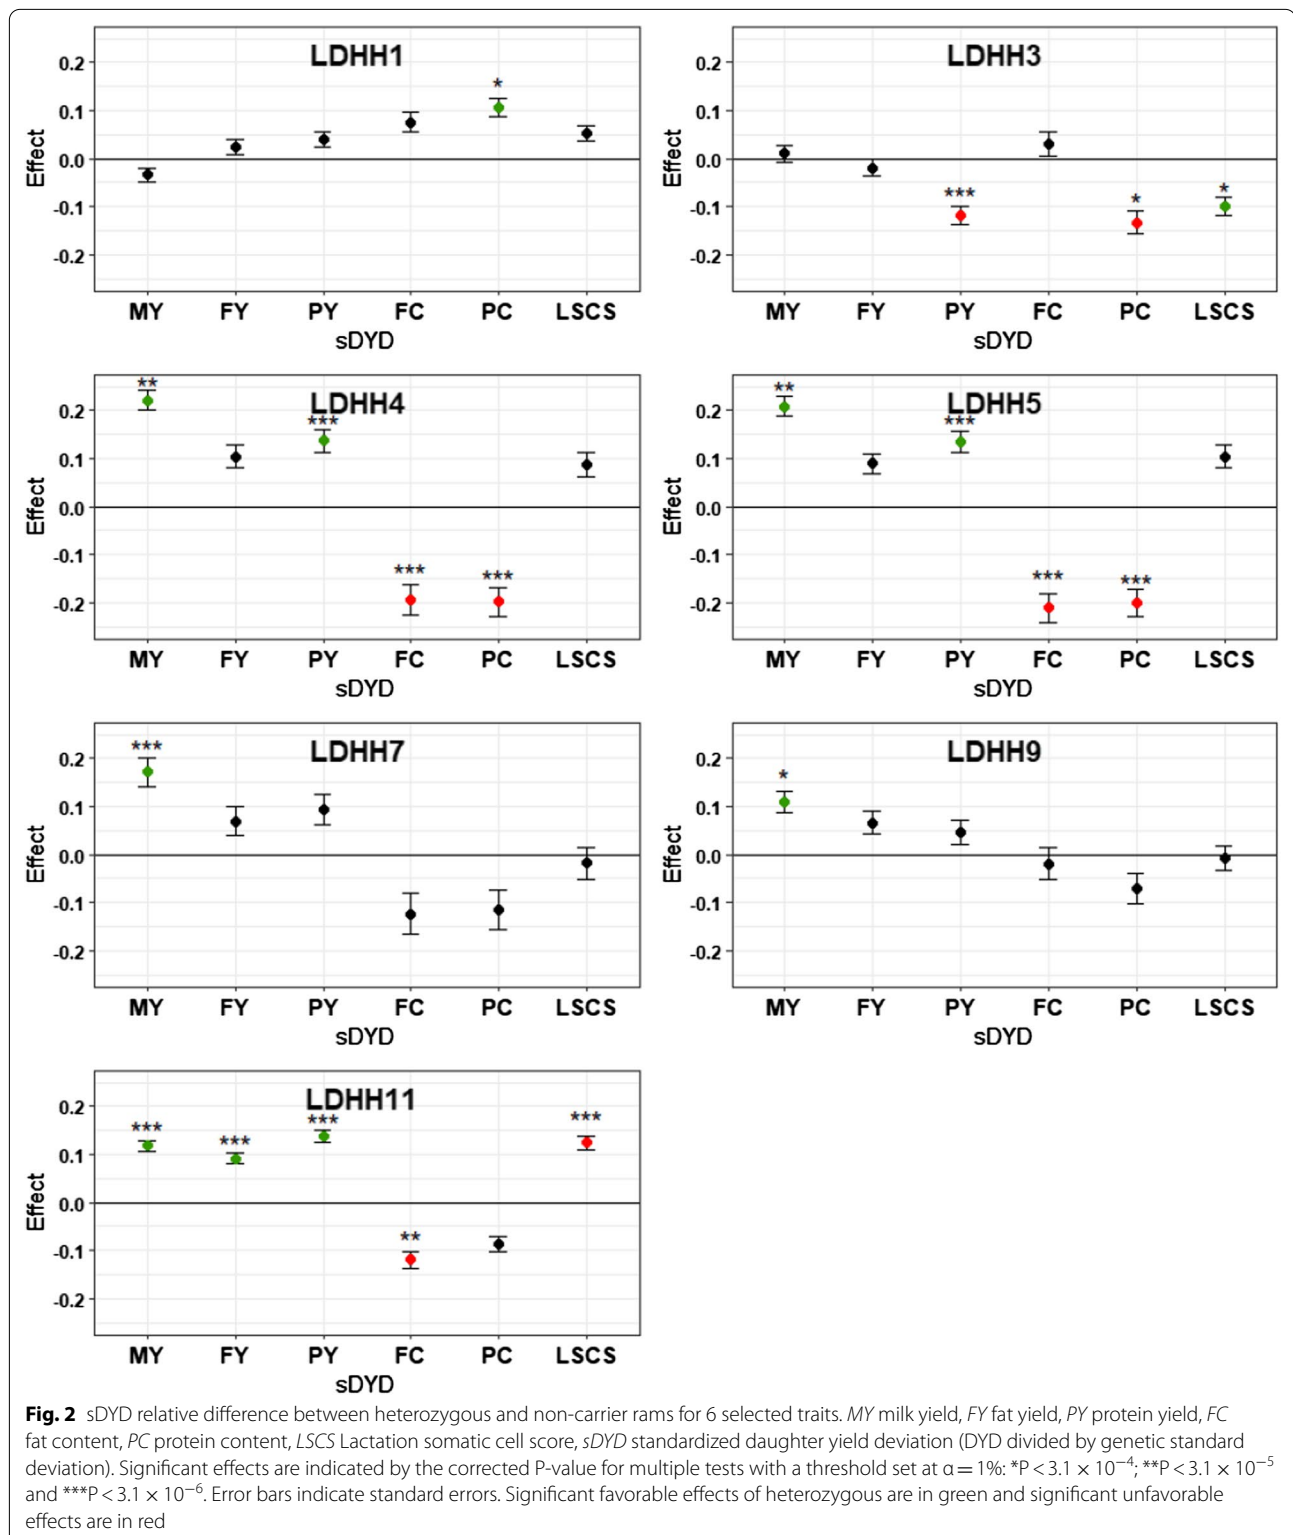 LDHH1
0.2
0.1
0.0
-0.1
-0.2
Effect
*
MY FY PY FC PC LSCS
sDYD
LDHH3
0.2
0.1
0.0
-0.1
-0.2
Effect
*** * *
MY FY PY FC PC LSCS
sDYD
LDHH4
0.2
0.1
0.0
-0.1
-0.2
Effect
** *** *** ***
MY FY PY FC PC LSCS
sDYD
LDHH5
0.2
0.1
0.0
-0.1
-0.2
Effect
** *** *** ***
MY FY PY FC PC LSCS
sDYD
LDHH7
0.2
0.1
0.0
-0.1
-0.2
Effect
***
MY FY PY FC PC LSCS
sDYD
LDHH9
0.2
0.1
0.0
-0.1
-0.2
Effect
*
MY FY PY FC PC LSCS
sDYD
LDHH11
0.2
0.1
0.0
-0.1
-0.2
Effect
*** *** *** ** ***
MY FY PY FC PC LSCS
sDYD
Fig. 2 sDYD relative difference between heterozygous and non-carrier rams for 6 selected traits. MY milk yield, FY fat yield, PY protein yield, FC
fat content, PC protein content, LSCS Lactation somatic cell score, sDYD standardized daughter yield deviation (DYD divided by genetic standard
deviation). Significant effects are indicated by the corrected P-value for multiple tests with a threshold set at α = 1%: *P < 3.1 × 10⁻⁴; **P < 3.1 × 10⁻⁵
and ***P < 3.1 × 10⁻⁶. Error bars indicate standard errors. Significant favorable effects of heterozygous are in green and significant unfavorable
effects are in red